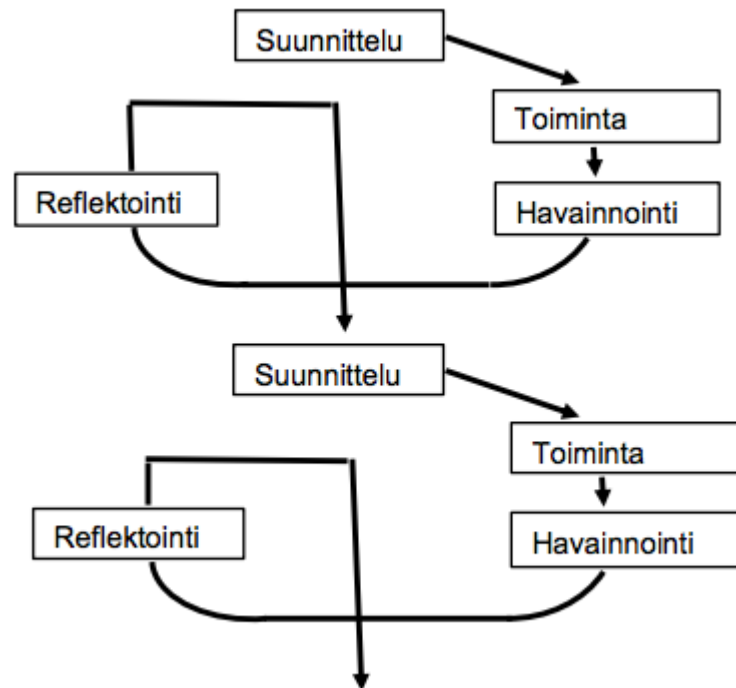 Suunnittelu
Toiminta
Havainnointi
Reflektointi
Suunnittelu
Toiminta
Havainnointi
Reflektointi